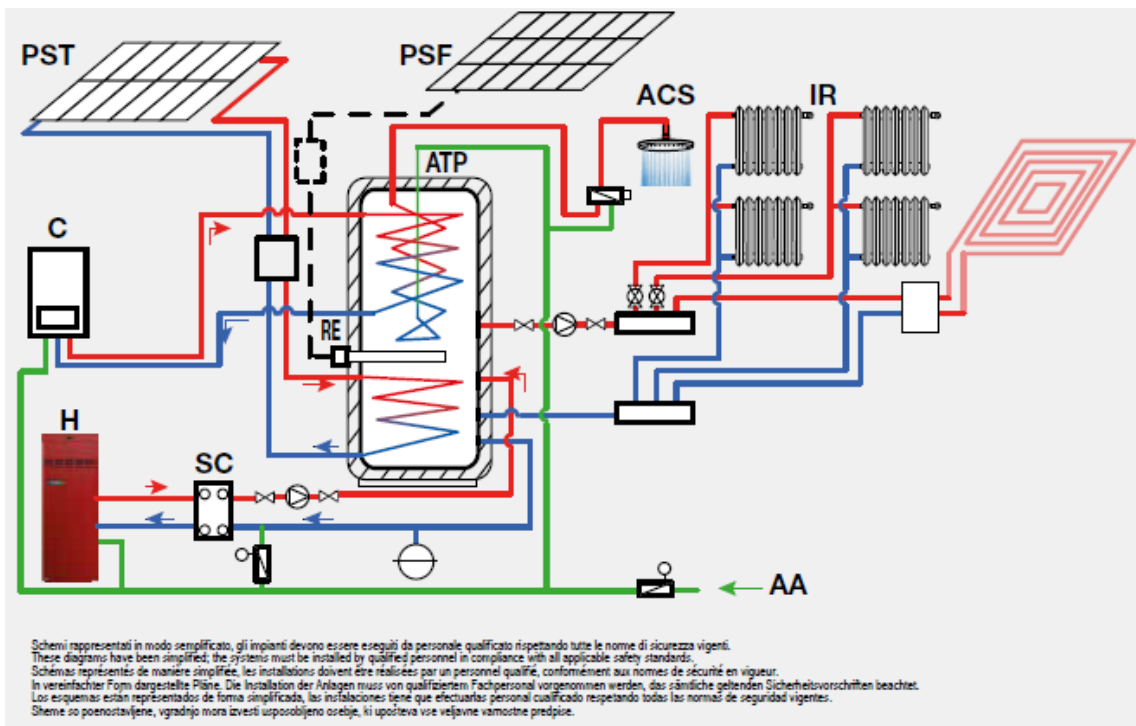 PST
PSF
ACS
IR
ATP
C
RE
H
SC
AA
Schemi rappresentati in modo semplificato, gli impianti devono essere eseguiti da personale qualificato rispettando tutte le norme di sicurezza vigenti.
These diagrams have been simplified; the systems must be installed by qualified personnel in compliance with all applicable safety standards.
Schémas représentés de manière simplifiée, les installations doivent être réalisées par un personnel qualifié, conformément aux normes de sécurité en vigueur.
In vereinfachter Form dargestellte Pläne. Die Installation der Anlagen muss von qualifiziertem Fachpersonal vorgenommen werden, das sämtliche geltenden Sicherheitsvorschriften beachtet.
Los esquemas estan representados de forma simplificada, las instalaciones tiene que efectuarlas personal cualificado respetando todas las normas de seguridad vigentes.
Sheme so poenostavljene, vgradnjo mora izvesti usposobljeno osebje, ki upošteva vse veljavne varnostne predpise.